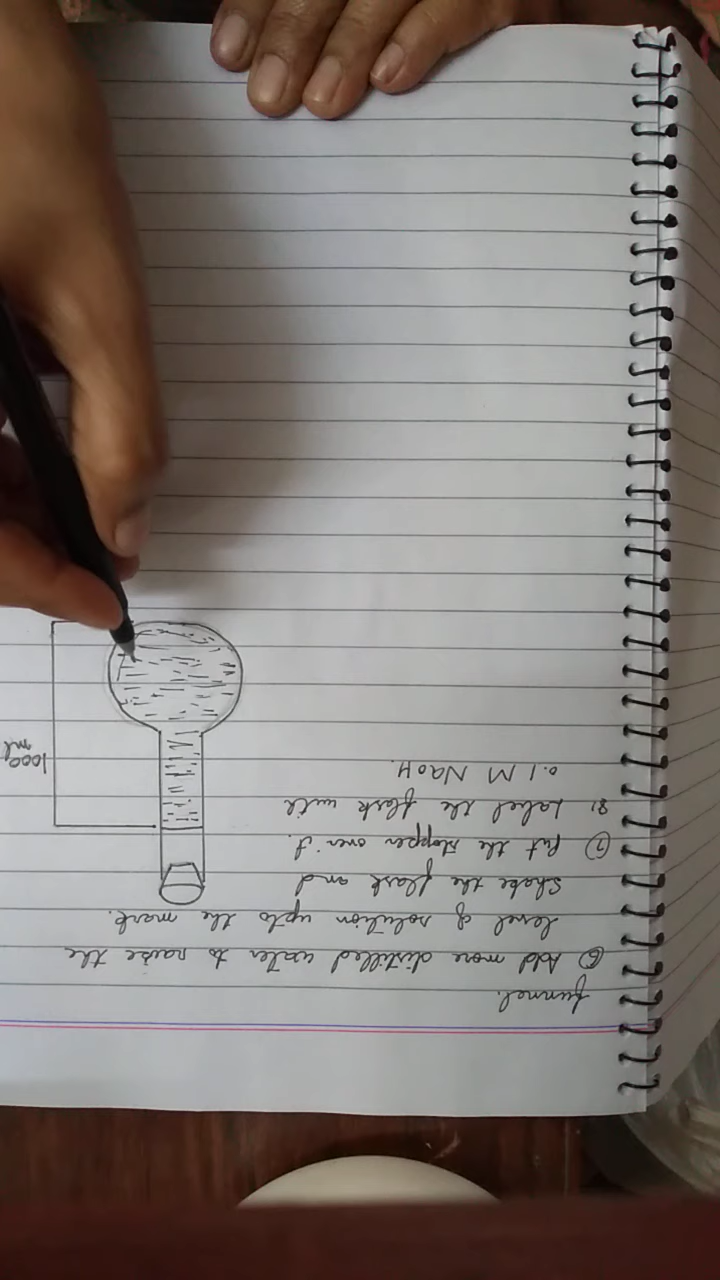 funnel.
⑥ Add more distilled water to raise the
level of solution upto the mark.
Shake the flask and
⑦ Put the stopper over it.
8) Label the flask with
0.1 M NaOH.
1000
ml